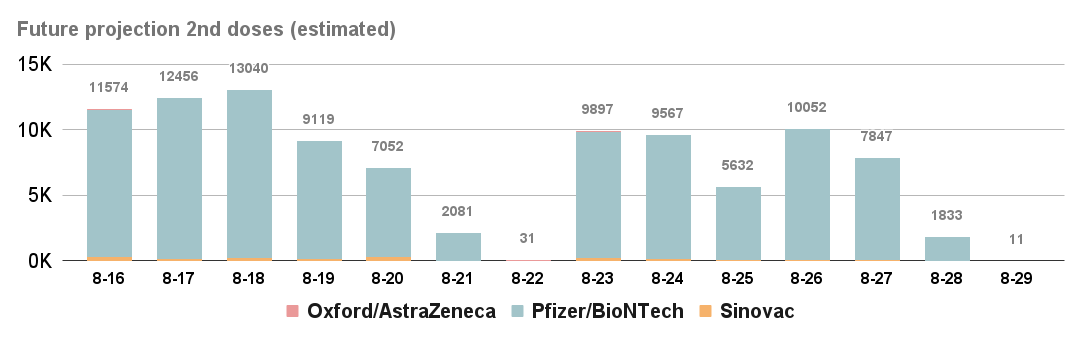 Future projection 2nd doses (estimated)
15K
10K
5K
0K
11574
12456
13040
9119
7052
2081
31
9897
9567
5632
10052
7847
1833
11
8-16 8-17 8-18 8-19 8-20 8-21 8-22 8-23 8-24 8-25 8-26 8-27 8-28 8-29
Oxford/AstraZeneca Pfizer/BioNTech Sinovac